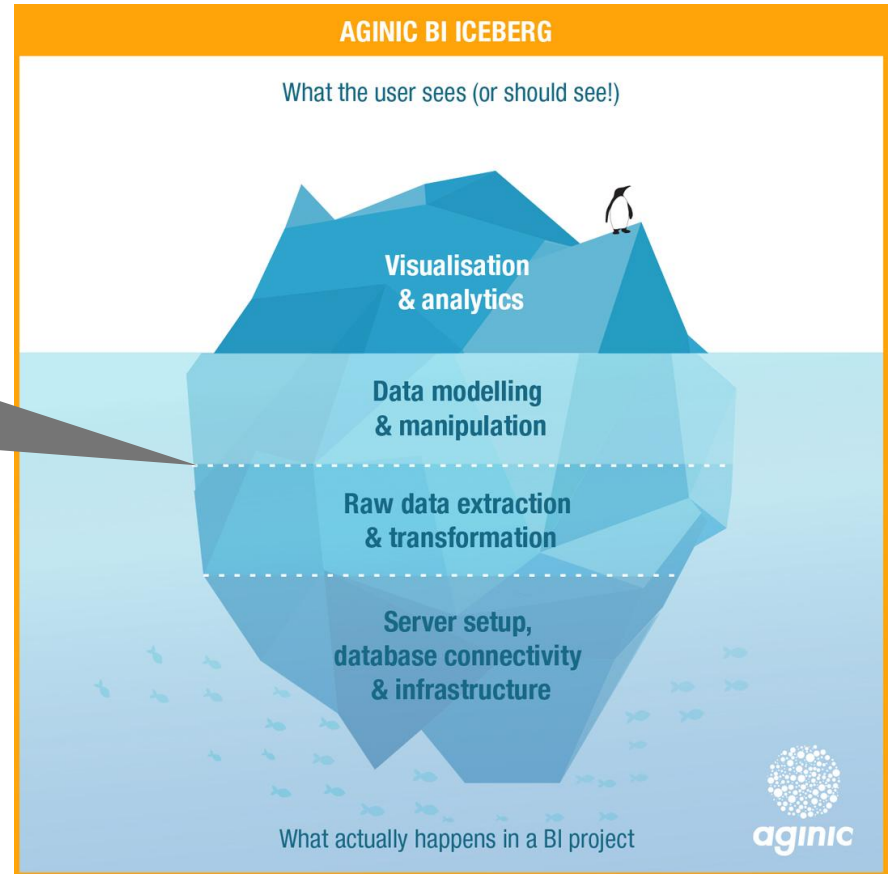 AGINIC BI ICEBERG
What the user sees (or should see!)
Visualisation
& analytics
Data modelling
& manipulation
Raw data extraction
& transformation
Server setup,
database connectivity
& infrastructure
What actually happens in a BI project
aginic